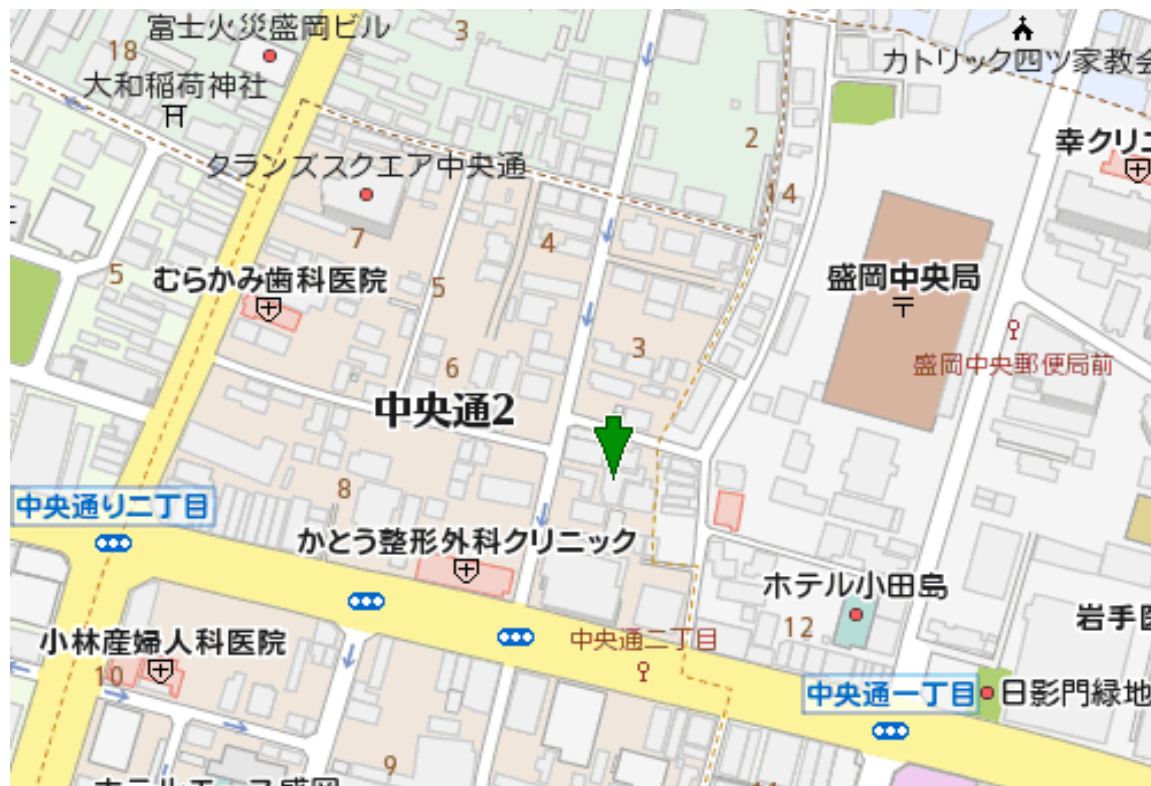 富士火災盛岡ビル
3
18
カトリック四ツ家教会
大和稲荷神社
2
タランズスクエア中央通
14
7
4
5
5
むらかみ歯科医院
盛岡中央局
3
盛岡中央郵便局前
6
中央通2
8
中央通り二丁目
かとう整形外科クリニック
ホテル小田島
12
小林産婦人科医院
中央通二丁目
10
中央通一丁目
日影門緑地
9